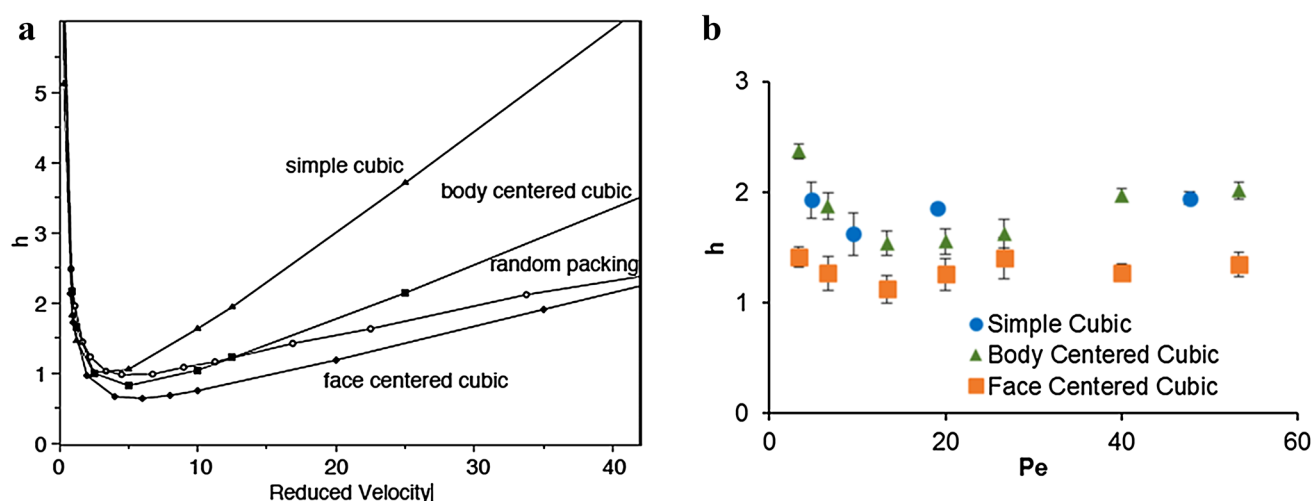 a
h
5
4
3
2
1
0
simple cubic
body centered cubic
random packing
face centered cubic
0
10
20
30
40
Reduced Velocity|
b
h
3
2
1
0
Simple Cubic
Body Centered Cubic
Face Centered Cubic
0
20
40
60
Pe